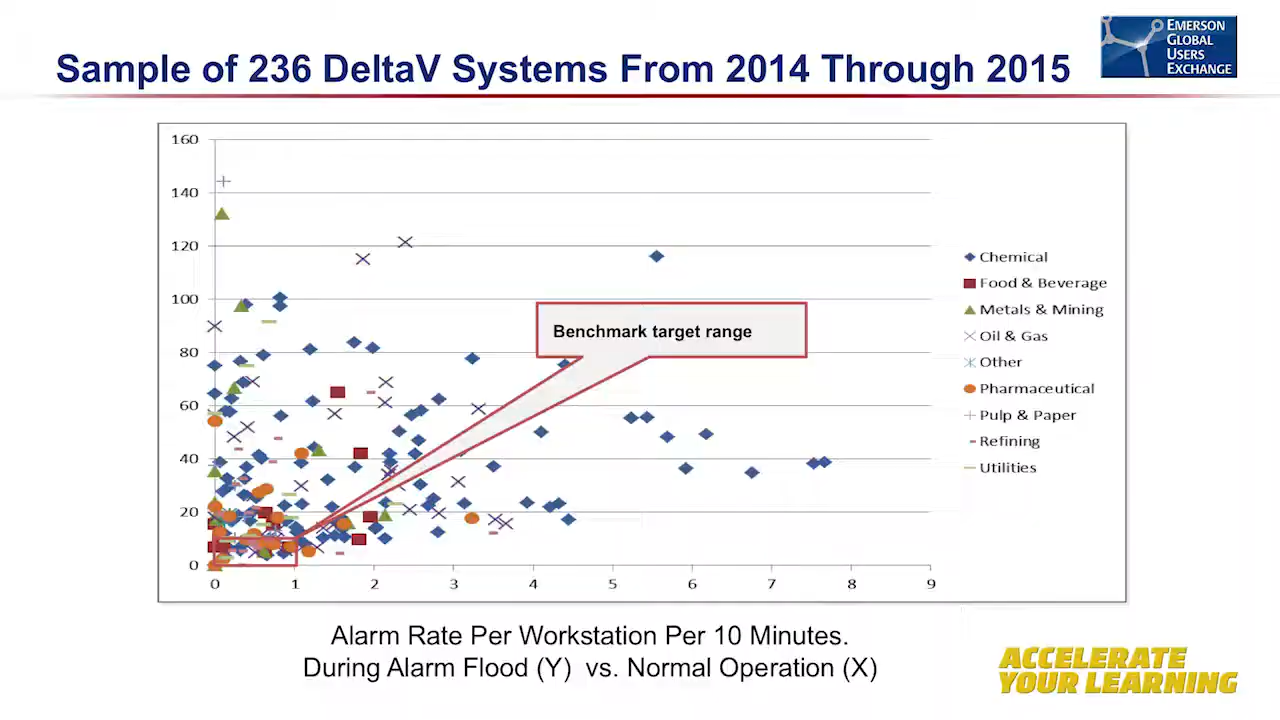 Sample of 236 DeltaV Systems From 2014 Through 2015
EMERSON
GLOBAL
USERS
EXCHANGE
160
140
120
100
80
60
40
20
0
0 1 2 3 4 5 6 7 8 9
Benchmark target range
Chemical
Food & Beverage
Metals & Mining
Oil & Gas
Other
Pharmaceutical
Pulp & Paper
Refining
Utilities
Alarm Rate Per Workstation Per 10 Minutes.
During Alarm Flood (Y) vs. Normal Operation (X)
ACCELERATE
YOUR LEARNING